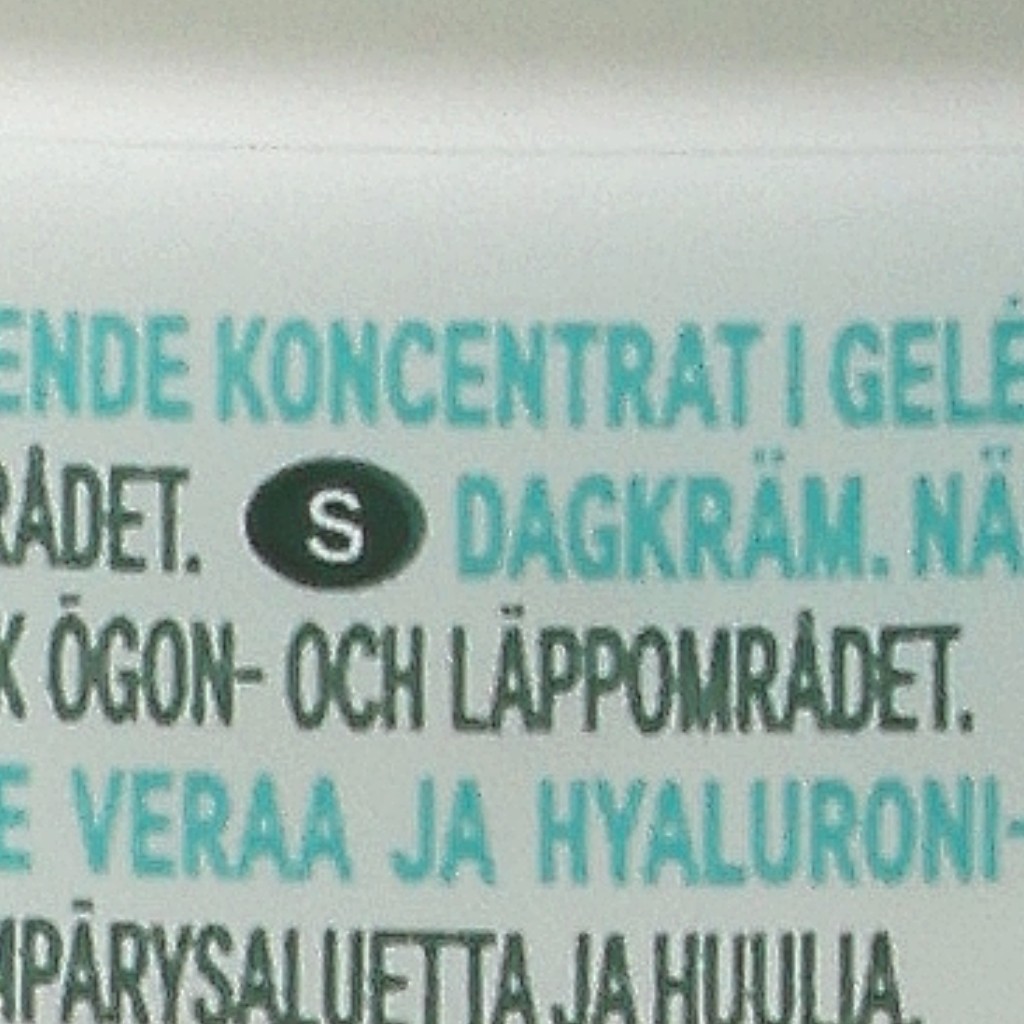 ENDE KONCENTRAT I GELÉ
RÅDET. S DAGKRÄM. NÄ
K ÖGON- OCH LÄPPOMRÅDET.
E VERAA JA HYALURONI-
MPÄRYSALUETTA JA HUULIA.